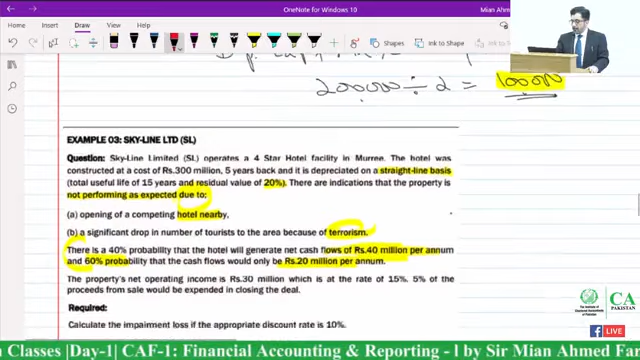 OneNote for Windows 10
Mian Ahmed
Home
Insert
Draw
View
Help
Shapes
Ink to Shape
200,000 ÷ 2 = 100,000
EXAMPLE 03: SKY-LINE LTD (SL)
Question: Sky-Line Limited (SL) operates a 4 Star Hotel facility in Murree. The hotel was
constructed at a cost of Rs.300 million, 5 years back and it is depreciated on a straight-line basis
(total useful life of 15 years and residual value of 20%). There are indications that the property is
not performing as expected due to;
(a) opening of a competing hotel nearby,
(b) a significant drop in number of tourists to the area because of terrorism.
There is a 40% probability that the hotel will generate net cash flows of Rs.40 million per annum
and 60% probability that the cash flows would only be Rs.20 million per annum.
The property's net operating income is Rs.30 million which is at the rate of 15%. 5% of the
proceeds from sale would be expended in closing the deal.
Required:
Calculate the impairment loss if the appropriate discount rate is 10%.
CA
PAKISTAN
LIVE
n Classes |Day-1| CAF-1: Financial Accounting & Reporting - I by Sir Mian Ahmed Far